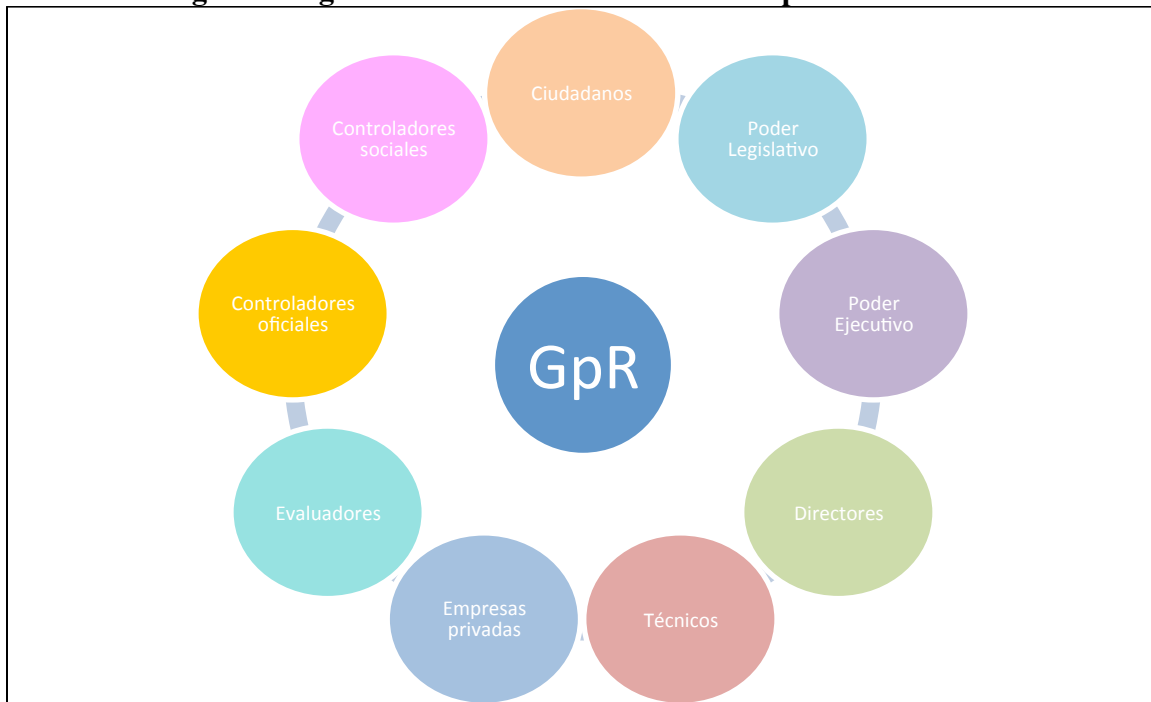 Ciudadanos
Poder
Legislativo
Poder
Ejecutivo
Directores
Técnicos
Empresas
privadas
Evaluadores
Controladores
oficiales
Controladores
sociales
GpR